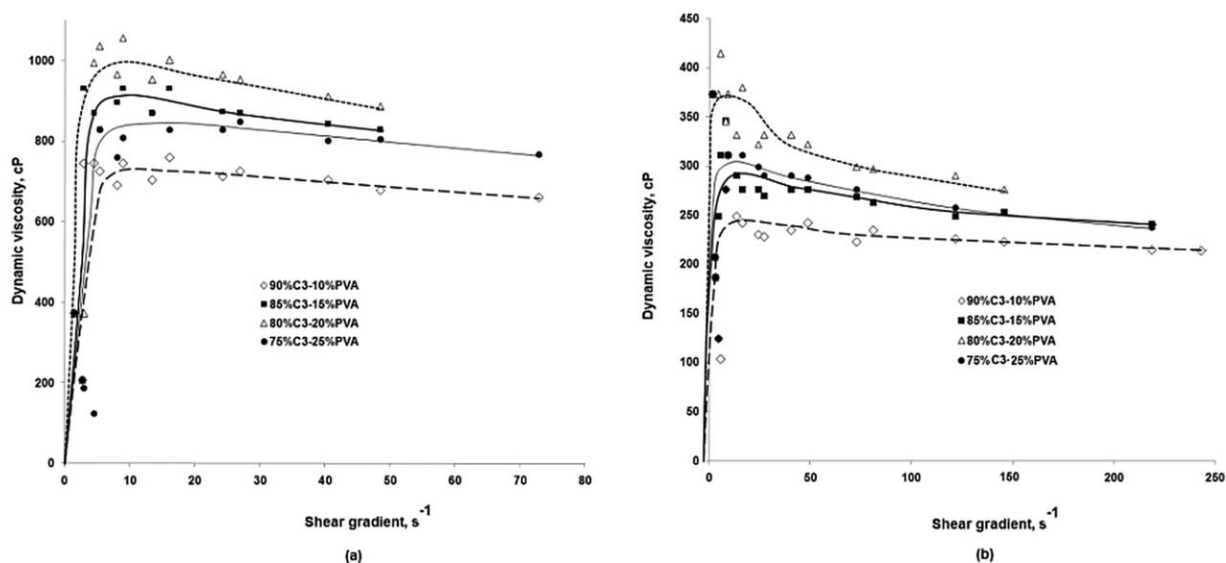 1000
800
600
400
200
0
Dynamic viscosity, cP
90%C3-10%PVA
85%C3-15%PVA
80%C3-20%PVA
75%C3-25%PVA
0 10 20 30 40 50 60 70 80
Shear gradient, s-1
(a)
450
400
350
300
250
200
150
100
50
0
Dynamic viscosity, cP
90%C3-10%PVA
85%C3-15%PVA
80%C3-20%PVA
75%C3-25%PVA
0 50 100 150 200 250
Shear gradient, s-1
(b)